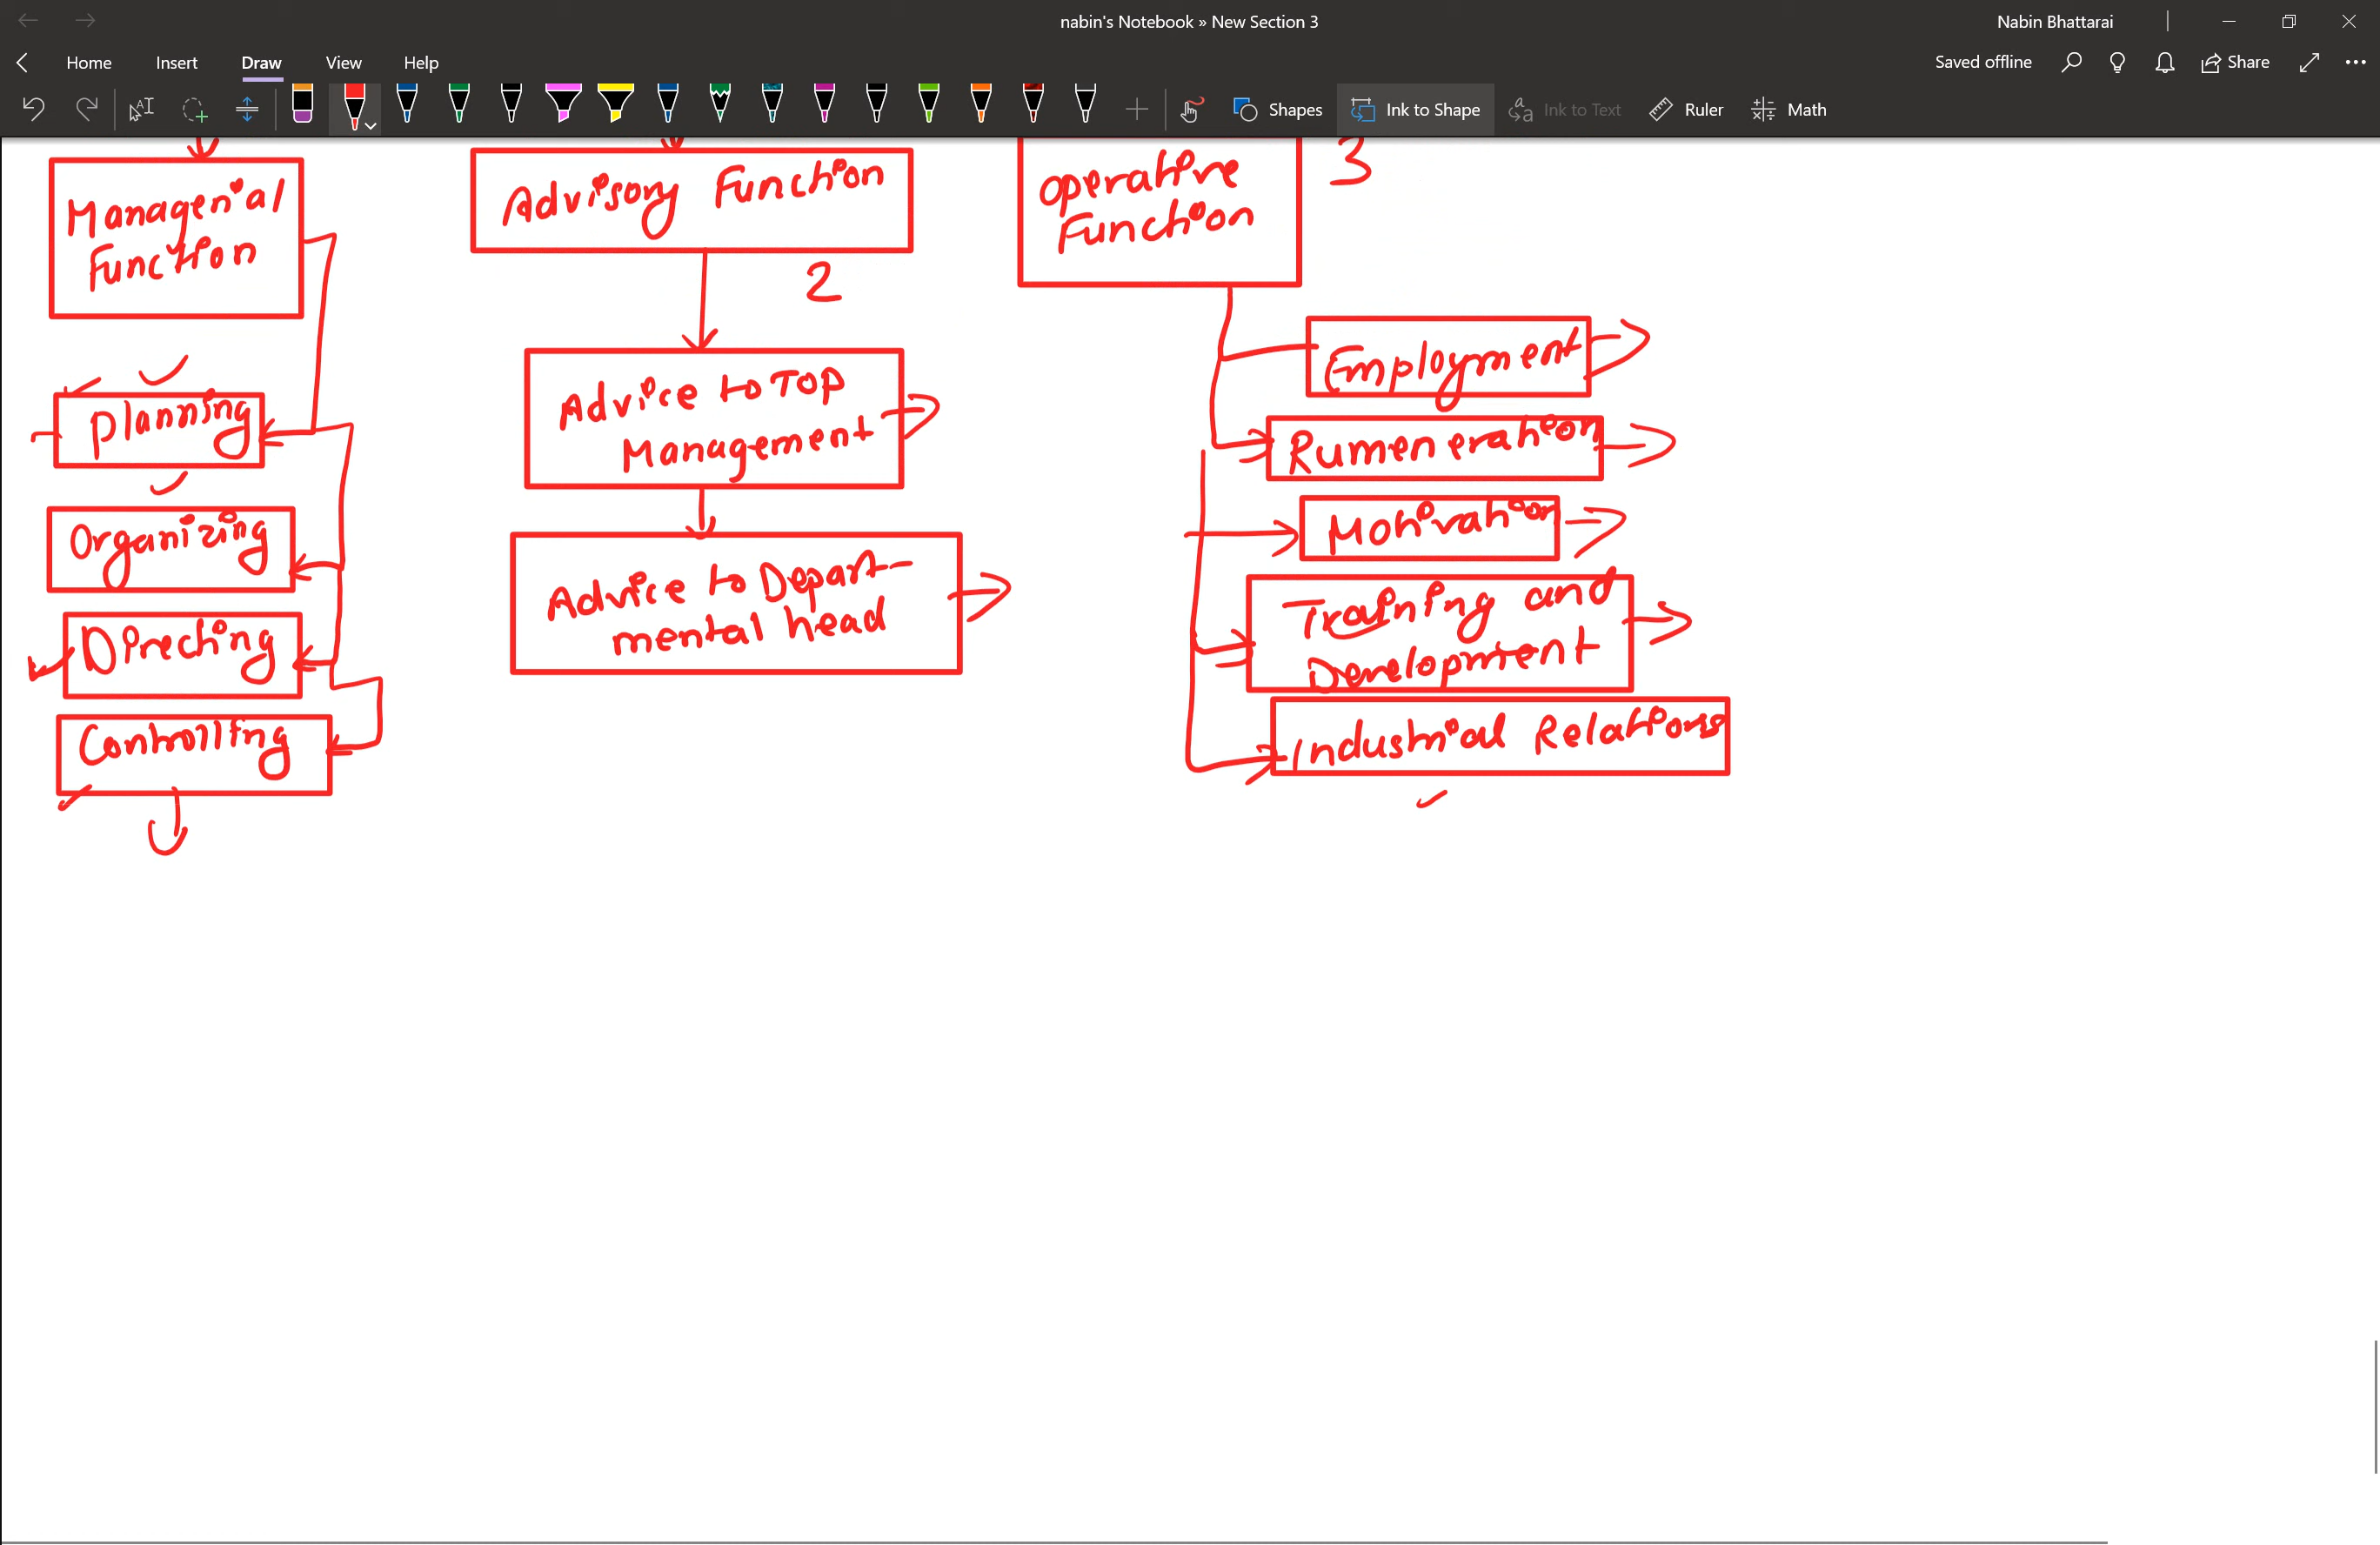 nabin's Notebook » New Section 3
Nabin Bhattarai
Home
Insert
Draw
View
Help
Saved offline
Share
Shapes
Ink to Shape
Ink to Text
Ruler
Math
Managerial
Function
Planning
Organizing
Directing
Controlling
Advisory Function
2
Advice to Top
Management
Advice to Depart-
mental head
Operative
Function
3
Employment
Rumeneration
Motivation
Training and
Development
Industrial Relations